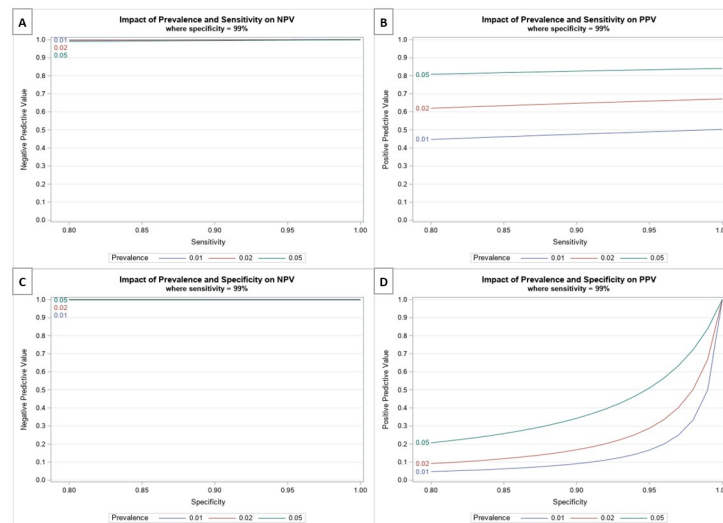 A
Impact of Prevalence and Sensitivity on NPV
where specificity = 99%
Negative Predictive Value
1.0
0.9
0.8
0.7
0.6
0.5
0.4
0.3
0.2
0.1
0.0
0.01
0.02
0.05
0.80 0.85 0.90 0.95 1.00
Sensitivity
Prevalence 0.01 0.02 0.05
B
Impact of Prevalence and Sensitivity on PPV
where specificity = 99%
Positive Predictive Value
1.0
0.9
0.8
0.7
0.6
0.5
0.4
0.3
0.2
0.1
0.0
0.05
0.02
0.01
0.80 0.85 0.90 0.95 1.00
Sensitivity
Prevalence 0.01 0.02 0.05
C
Impact of Prevalence and Specificity on NPV
where sensitivity = 99%
Negative Predictive Value
1.0
0.9
0.8
0.7
0.6
0.5
0.4
0.3
0.2
0.1
0.0
0.05
0.02
0.01
0.80 0.85 0.90 0.95 1.00
Specificity
Prevalence 0.01 0.02 0.05
D
Impact of Prevalence and Specificity on PPV
where sensitivity = 99%
Positive Predictive Value
1.0
0.9
0.8
0.7
0.6
0.5
0.4
0.3
0.2
0.1
0.0
0.05
0.02
0.01
0.80 0.85 0.90 0.95 1.00
Specificity
Prevalence 0.01 0.02 0.05